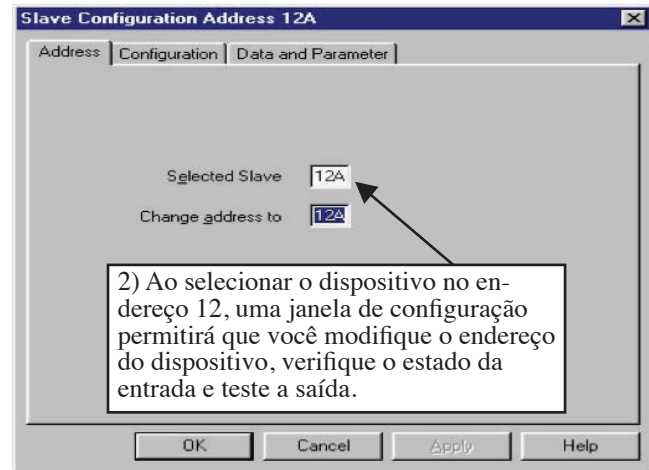 Slave Configuration Address 12A
Address Configuration Data and Parameter
Selected Slave 12A
Change address to 12A
2) Ao selecionar o dispositivo no en-
dereço 12, uma janela de configuração
permitirá que você modifique o endereço
do dispositivo, verifique o estado da
entrada e teste a saída.
OK Cancel Apply Help